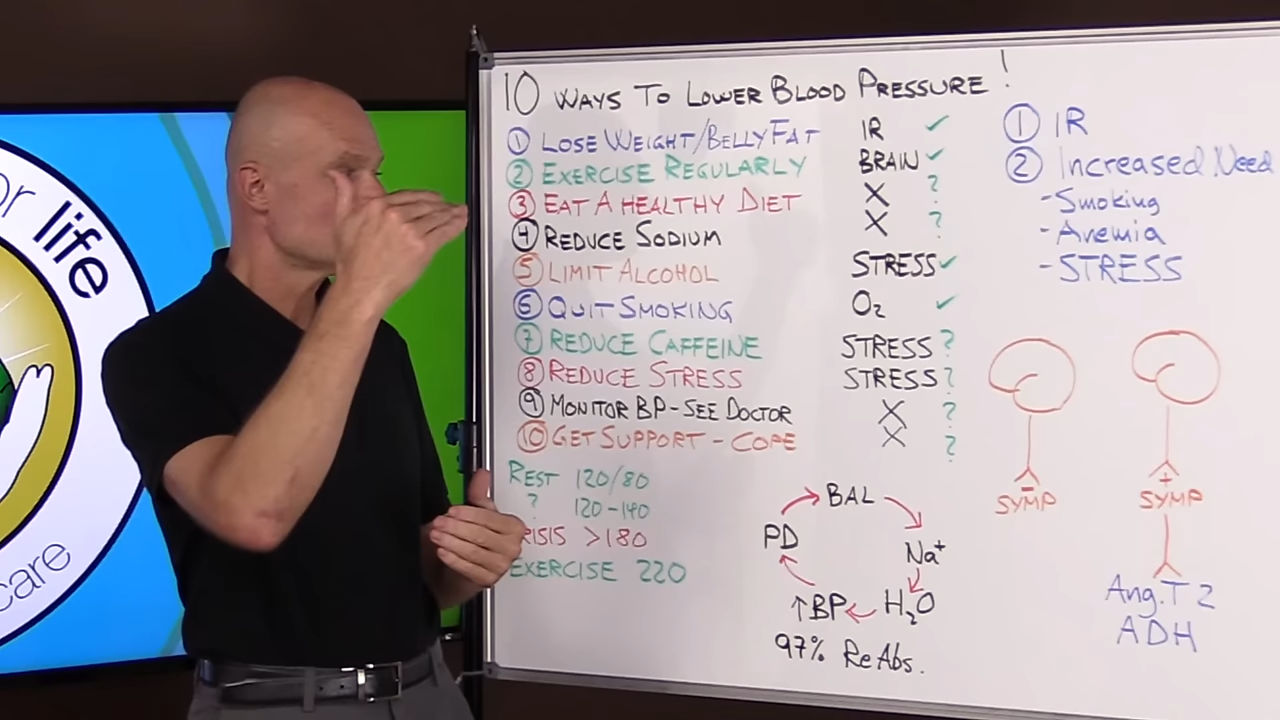 or life
care
10 WAYS TO LOWER BLOOD PRESSURE!
① LOSE WEIGHT/BELLY FAT IR ✓
② EXERCISE REGULARLY BRAIN ✓
③ EAT A HEALTHY DIET X ?
④ REDUCE SODIUM X ?
⑤ LIMIT ALCOHOL STRESS ✓
⑥ QUIT SMOKING O₂ ✓
⑦ REDUCE CAFFEINE STRESS ?
⑧ REDUCE STRESS STRESS ?
⑨ MONITOR BP - SEE DOCTOR X ?
⑩ GET SUPPORT - COPE X ?
REST 120/80
? 120-140
RISIS >180
EXERCISE 220
BAL
Na⁺
H₂O
↑BP
PD
97% ReAbs.
① IR
② Increased Need
- Smoking
- Anemia
- STRESS
-
SYMP
+
SYMP
Ang.T 2
ADH